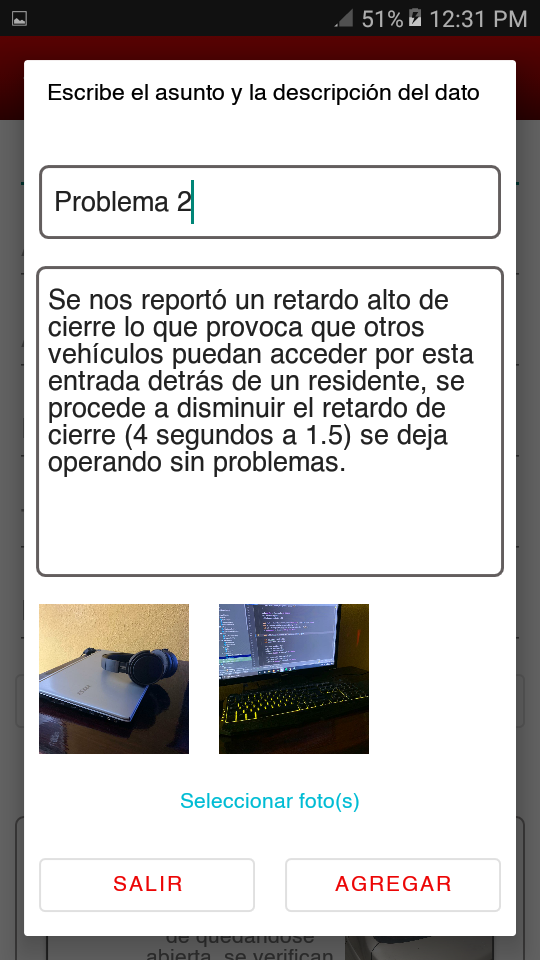 51% 12:31 PM
Escribe el asunto y la descripción del dato
Problema 2
Se nos reportó un retardo alto de
cierre lo que provoca que otros
vehículos puedan acceder por esta
entrada detrás de un residente, se
procede a disminuir el retardo de
cierre (4 segundos a 1.5) se deja
operando sin problemas.
Seleccionar foto(s)
SALIR AGREGAR
de quedándose
abierta, se verifican